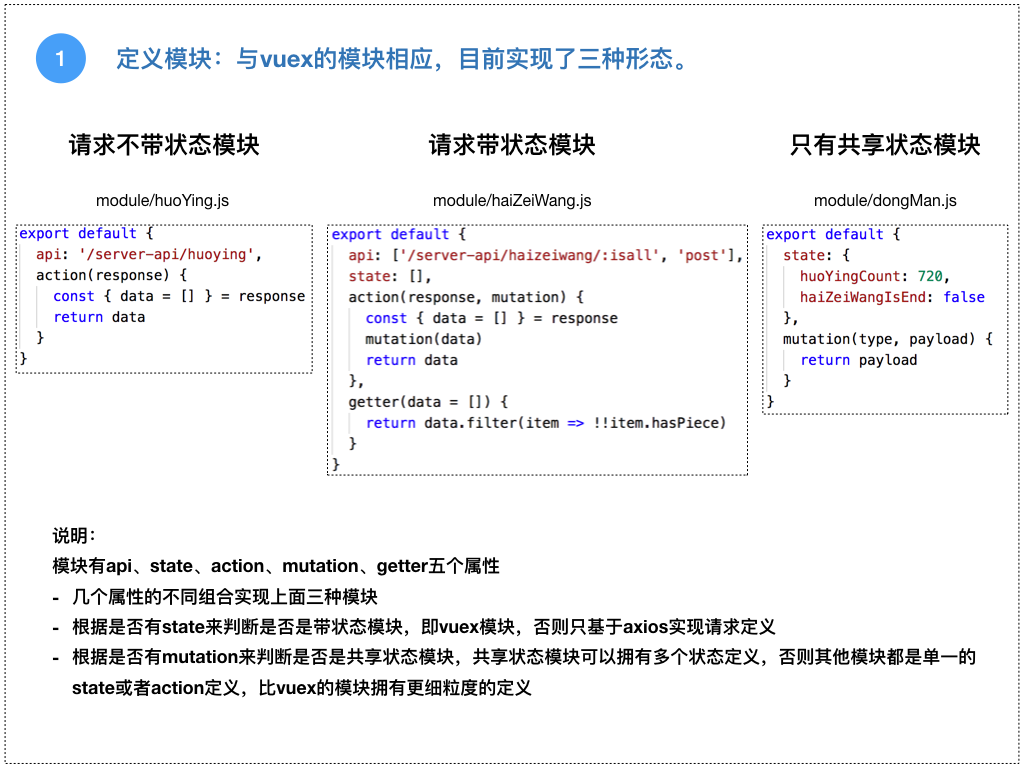 1
定义模块：与vuex的模块相应，目前实现了三种形态。
请求不带状态模块
module/huoYing.js
export default {
  api: '/server-api/huoying',
  action(response) {
    const { data = [] } = response
    return data
  }
}
请求带状态模块
module/haiZeiWang.js
export default {
  api: ['/server-api/haizeiwang/:isall', 'post'],
  state: [],
  action(response, mutation) {
    const { data = [] } = response
    mutation(data)
    return data
  },
  getter(data = []) {
    return data.filter(item => !!item.hasPiece)
  }
}
只有共享状态模块
module/dongMan.js
export default {
  state: {
    huoYingCount: 720,
    haiZeiWangIsEnd: false
  },
  mutation(type, payload) {
    return payload
  }
}
说明：
模块有api、state、action、mutation、getter五个属性
- 几个属性的不同组合实现上面三种模块
- 根据是否有state来判断是否是带状态模块，即vuex模块，否则只基于axios实现请求定义
- 根据是否有mutation来判断是否是共享状态模块，共享状态模块可以拥有多个状态定义，否则其他模块都是单一的
state或者action定义，比vuex的模块拥有更细粒度的定义